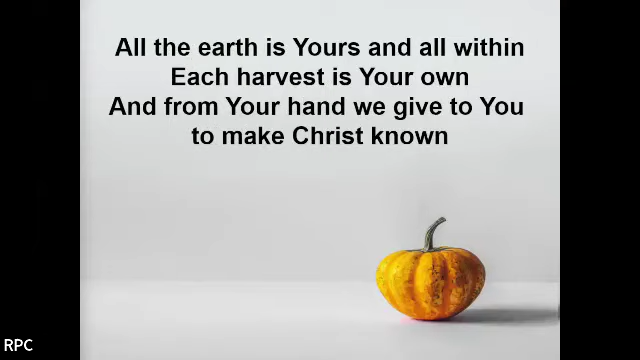 All the earth is Yours and all within
Each harvest is Your own
And from Your hand we give to You
to make Christ known
RPC